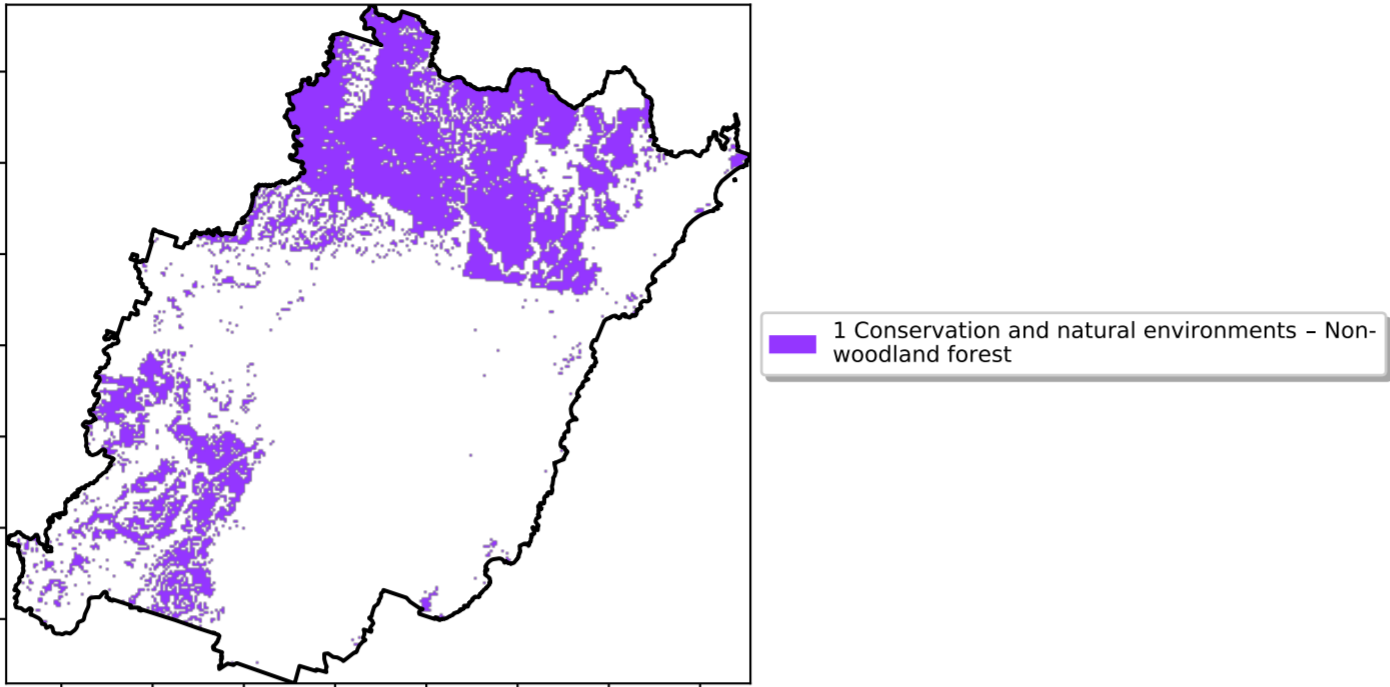 1 Conservation and natural environments – Non-
woodland forest